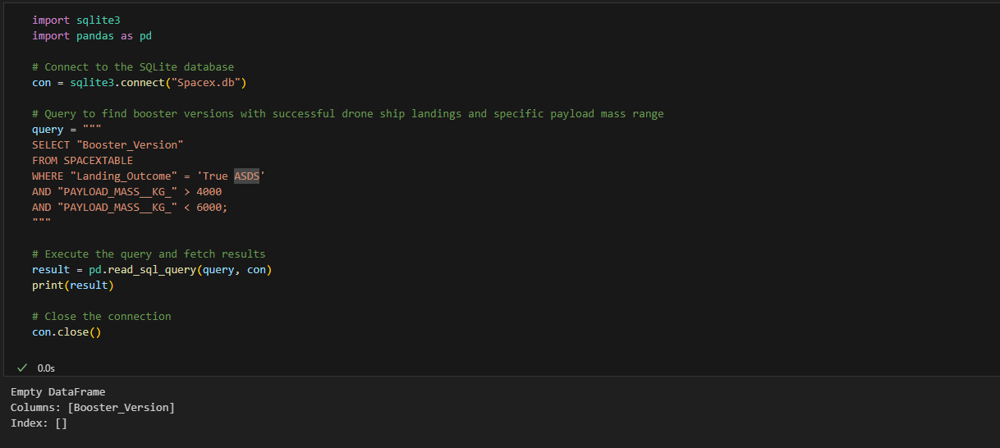 import sqlite3
import pandas as pd
# Connect to the SQLite database
con = sqlite3.connect("Spacex.db")
# Query to find booster versions with successful drone ship landings and specific payload mass range
query = """
SELECT "Booster_Version"
FROM SPACEXTABLE
WHERE "Landing_Outcome" = 'True ASDS'
AND "PAYLOAD_MASS__KG_" > 4000
AND "PAYLOAD_MASS__KG_" < 6000;
"""
# Execute the query and fetch results
result = pd.read_sql_query(query, con)
print(result)
# Close the connection
con.close()
0.0s
Empty DataFrame
Columns: [Booster_Version]
Index: []